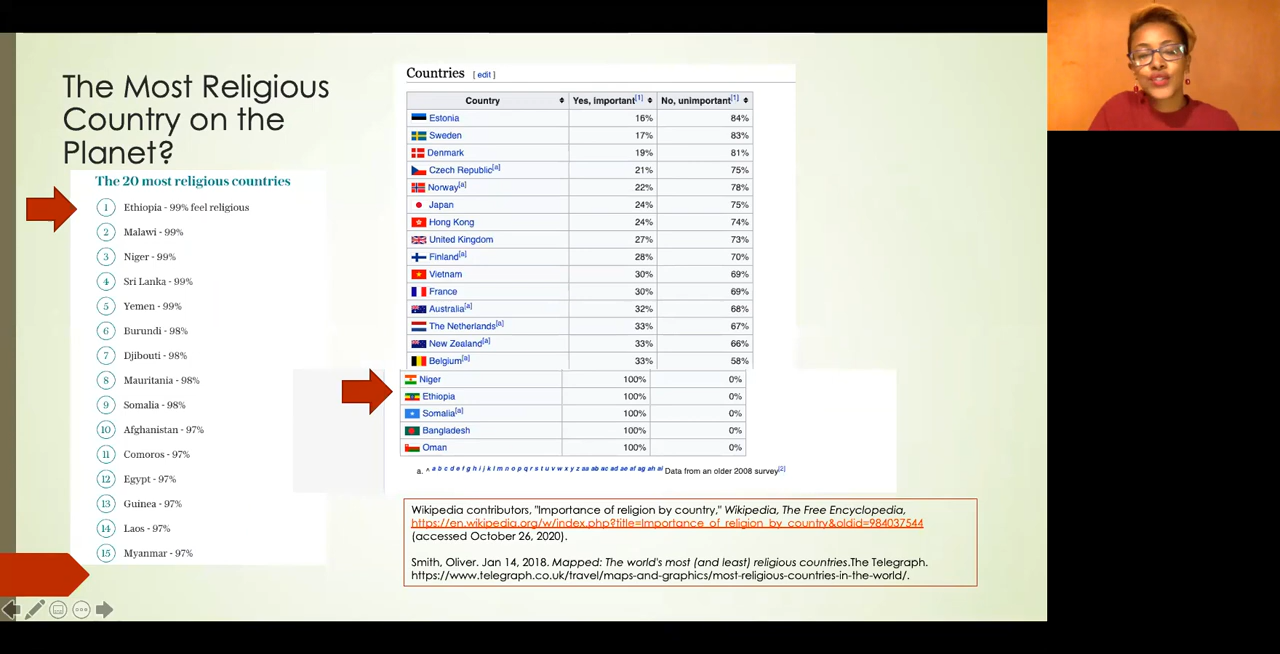 The Most Religious
Country on the
Planet?
The 20 most religious countries
1 Ethiopia - 99% feel religious
2 Malawi - 99%
3 Niger - 99%
4 Sri Lanka - 99%
5 Yemen - 99%
6 Burundi - 98%
7 Djibouti - 98%
8 Mauritania - 98%
9 Somalia - 98%
10 Afghanistan - 97%
11 Comoros - 97%
12 Egypt - 97%
13 Guinea - 97%
14 Laos - 97%
15 Myanmar - 97%
Countries [ edit ]
Country Yes, important[1] No, unimportant[1]
Estonia 16% 84%
Sweden 17% 83%
Denmark 19% 81%
Czech Republic[a] 21% 75%
Norway[a] 22% 78%
Japan 24% 75%
Hong Kong 24% 74%
United Kingdom 27% 73%
Finland[a] 28% 70%
Vietnam 30% 69%
France 30% 69%
Australia[a] 32% 68%
The Netherlands[a] 33% 67%
New Zealand[a] 33% 66%
Belgium[a] 33% 58%
Niger 100% 0%
Ethiopia 100% 0%
Somalia[a] 100% 0%
Bangladesh 100% 0%
Oman 100% 0%
a. ^ a b c d e f g h i j k l m n o p q r s t u v w x y z aa ab ac ad ae af ag ah ai Data from an older 2008 survey[2]
Wikipedia contributors, "Importance of religion by country," Wikipedia, The Free Encyclopedia,
https://en.wikipedia.org/w/index.php?title=Importance_of_religion_by_country&oldid=984037544
(accessed October 26, 2020).
Smith, Oliver. Jan 14, 2018. Mapped: The world's most (and least) religious countries.The Telegraph.
https://www.telegraph.co.uk/travel/maps-and-graphics/most-religious-countries-in-the-world/.